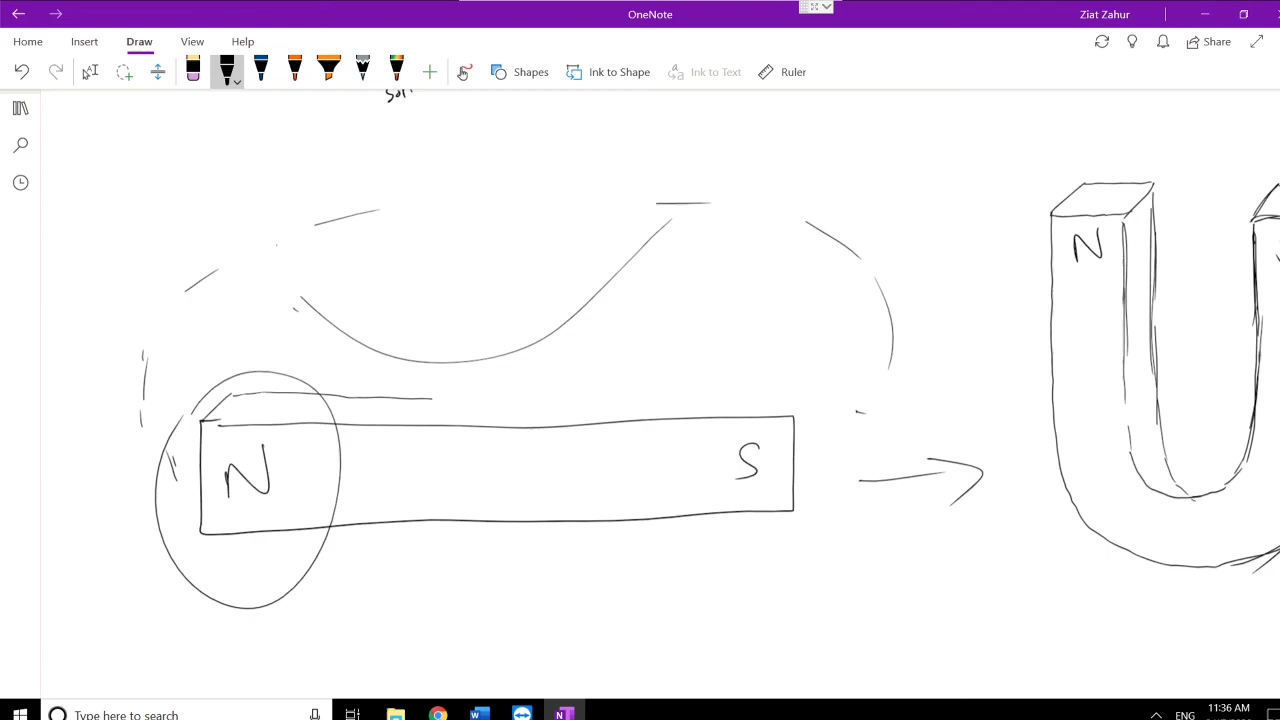 OneNote
Ziat Zahur
Home Insert Draw View Help
Share
Shapes Ink to Shape Ink to Text Ruler
N
N
S
Type here to search
ENG
11:36 AM